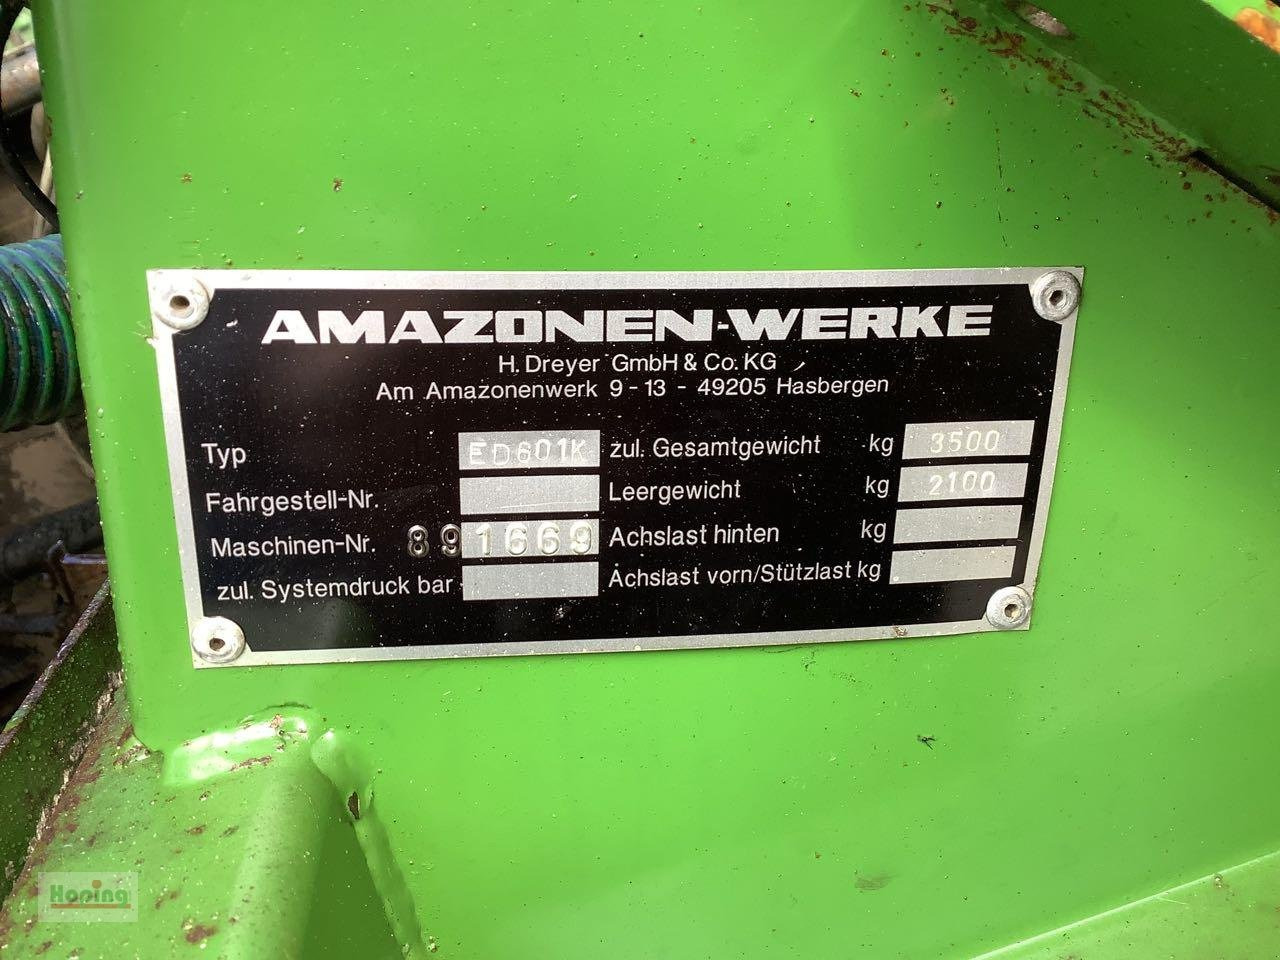 AMAZONEN-WERKE
H. Dreyer GmbH & Co. KG
Am Amazonenwerk 9 - 13 - 49205 Hasbergen
Typ ED601K zul. Gesamtgewicht kg 3500
Fahrgestell-Nr. Leergewicht kg 2100
Maschinen-Nr. 891669 Achslast hinten kg
zul. Systemdruck bar Achslast vorn/Stützlast kg
Hoping